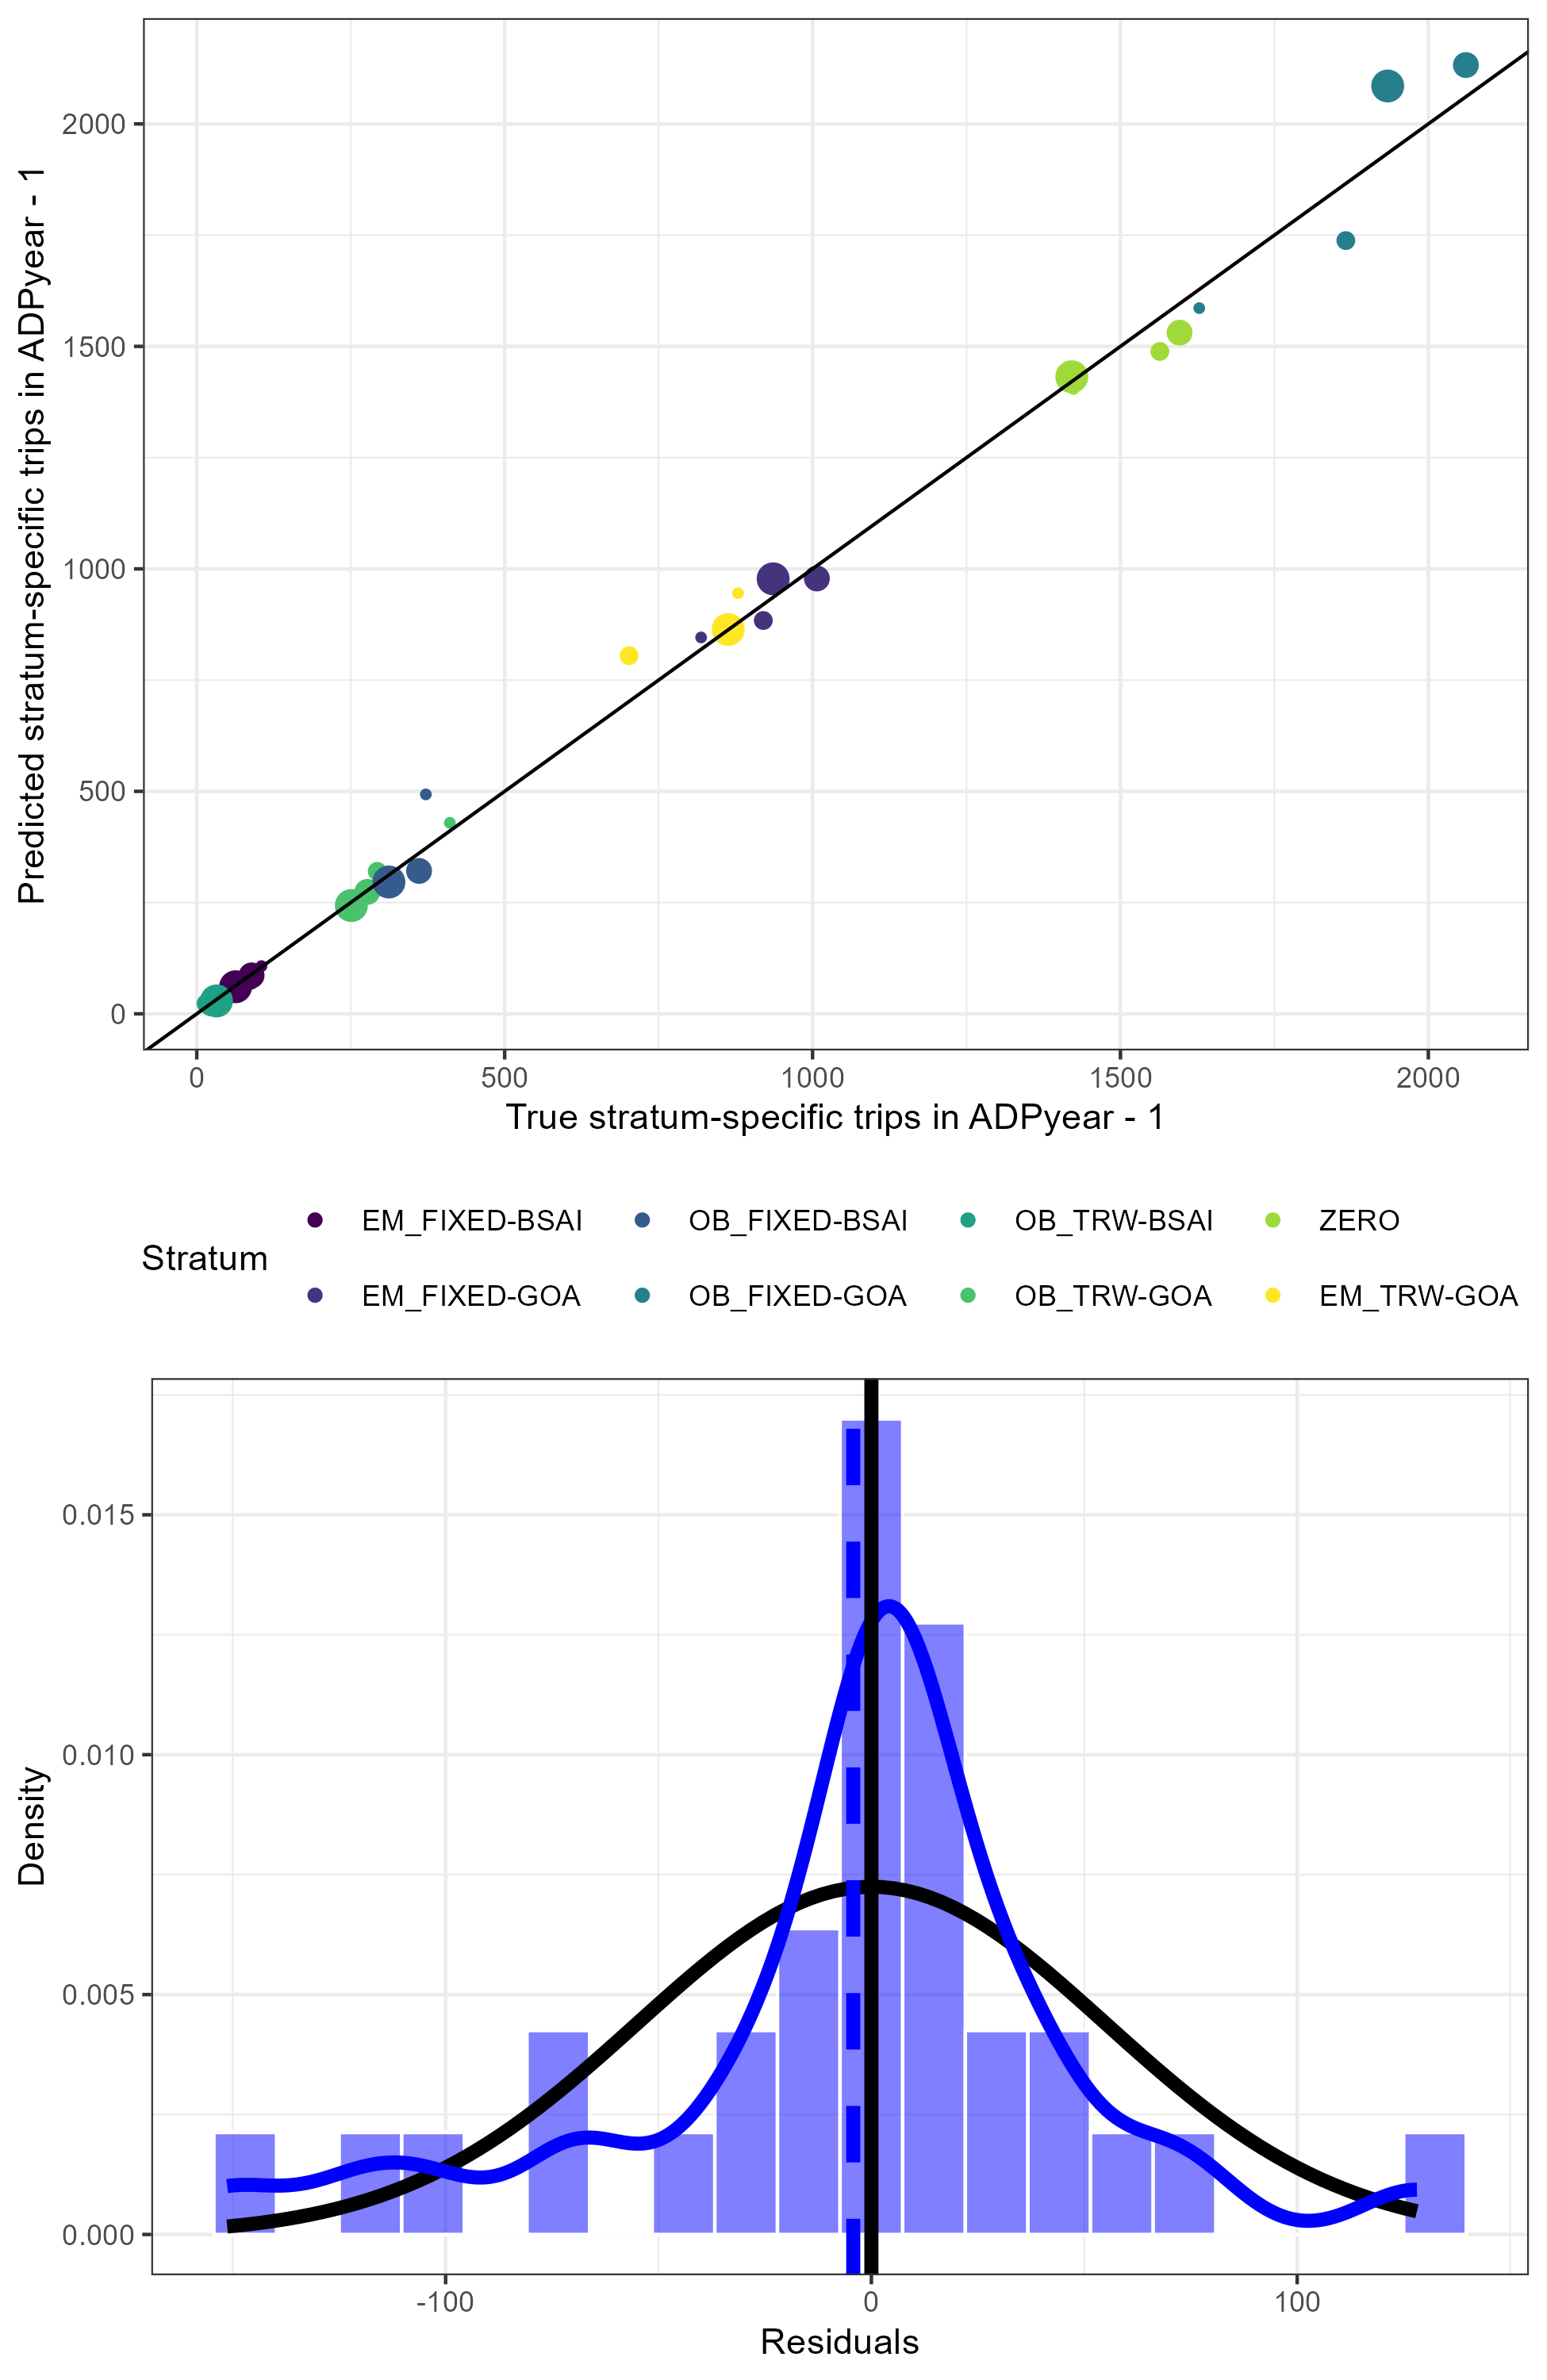 Predicted stratum-specific trips in ADPyear - 1
2000
1500
1000
500
0
0 500 1000 1500 2000
True stratum-specific trips in ADPyear - 1
Stratum
EM_FIXED-BSAI OB_FIXED-BSAI OB_TRW-BSAI ZERO
EM_FIXED-GOA OB_FIXED-GOA OB_TRW-GOA EM_TRW-GOA
Density
0.015
0.010
0.005
0.000
-100 0 100
Residuals